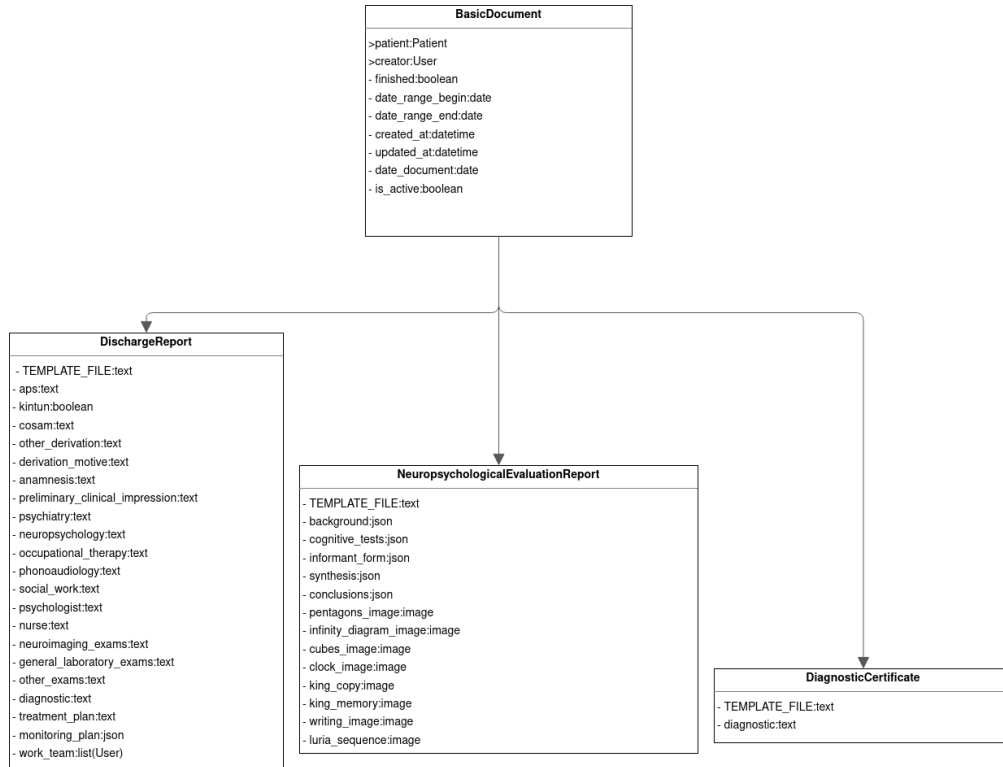 BasicDocument
>patient:Patient
>creator:User
- finished:boolean
- date_range_begin:date
- date_range_end:date
- created_at:datetime
- updated_at:datetime
- date_document:date
- is_active:boolean
DischargeReport
- TEMPLATE_FILE:text
- aps:text
- kintun:boolean
- cosam:text
- other_derivation:text
- derivation_motive:text
- anamnesis:text
- preliminary_clinical_impression:text
- psychiatry:text
- neuropsychology:text
- occupational_therapy:text
- phonoaudiology:text
- social_work:text
- psychologist:text
- nurse:text
- neuroimaging_exams:text
- general_laboratory_exams:text
- other_exams:text
- diagnostic:text
- treatment_plan:text
- monitoring_plan:json
- work_team:list(User)
NeuropsychologicalEvaluationReport
- TEMPLATE_FILE:text
- background:json
- cognitive_tests:json
- informant_form:json
- synthesis:json
- conclusions:json
- pentagons_image:image
- infinity_diagram_image:image
- cubes_image:image
- clock_image:image
- king_copy:image
- king_memory:image
- writing_image:image
- luria_sequence:image
DiagnosticCertificate
- TEMPLATE_FILE:text
- diagnostic:text